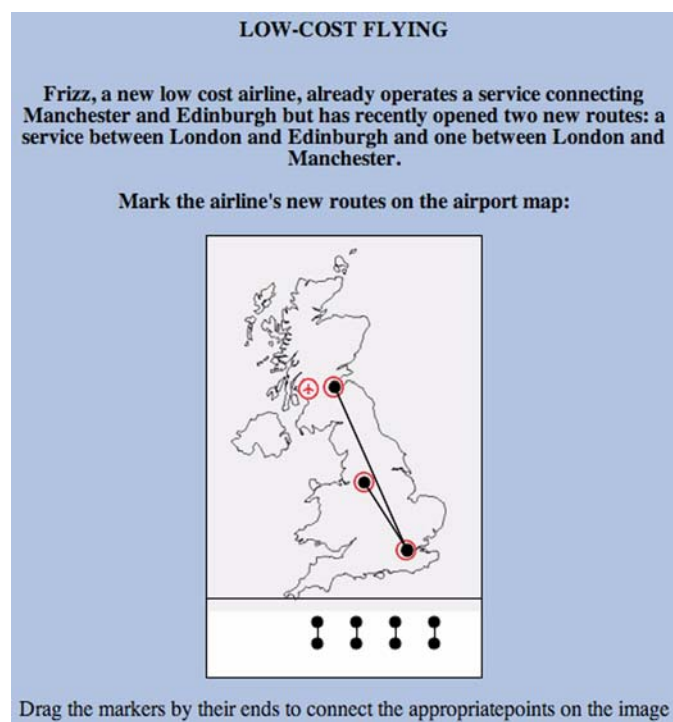 LOW-COST FLYING
Frizz, a new low cost airline, already operates a service connecting
Manchester and Edinburgh but has recently opened two new routes: a
service between London and Edinburgh and one between London and
Manchester.
Mark the airline's new routes on the airport map:
Drag the markers by their ends to connect the appropriatepoints on the image